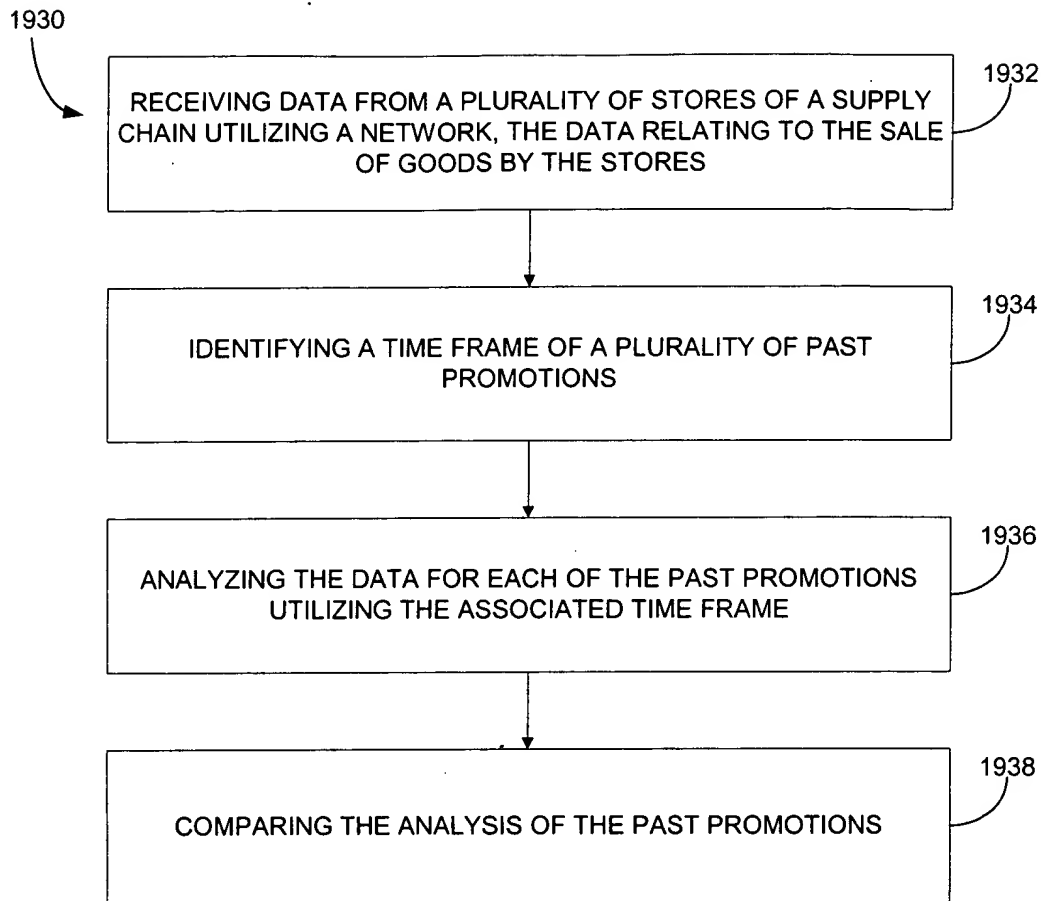 1930
1932
RECEIVING DATA FROM A PLURALITY OF STORES OF A SUPPLY
CHAIN UTILIZING A NETWORK, THE DATA RELATING TO THE SALE
OF GOODS BY THE STORES
1934
IDENTIFYING A TIME FRAME OF A PLURALITY OF PAST
PROMOTIONS
1936
ANALYZING THE DATA FOR EACH OF THE PAST PROMOTIONS
UTILIZING THE ASSOCIATED TIME FRAME
1938
COMPARING THE ANALYSIS OF THE PAST PROMOTIONS